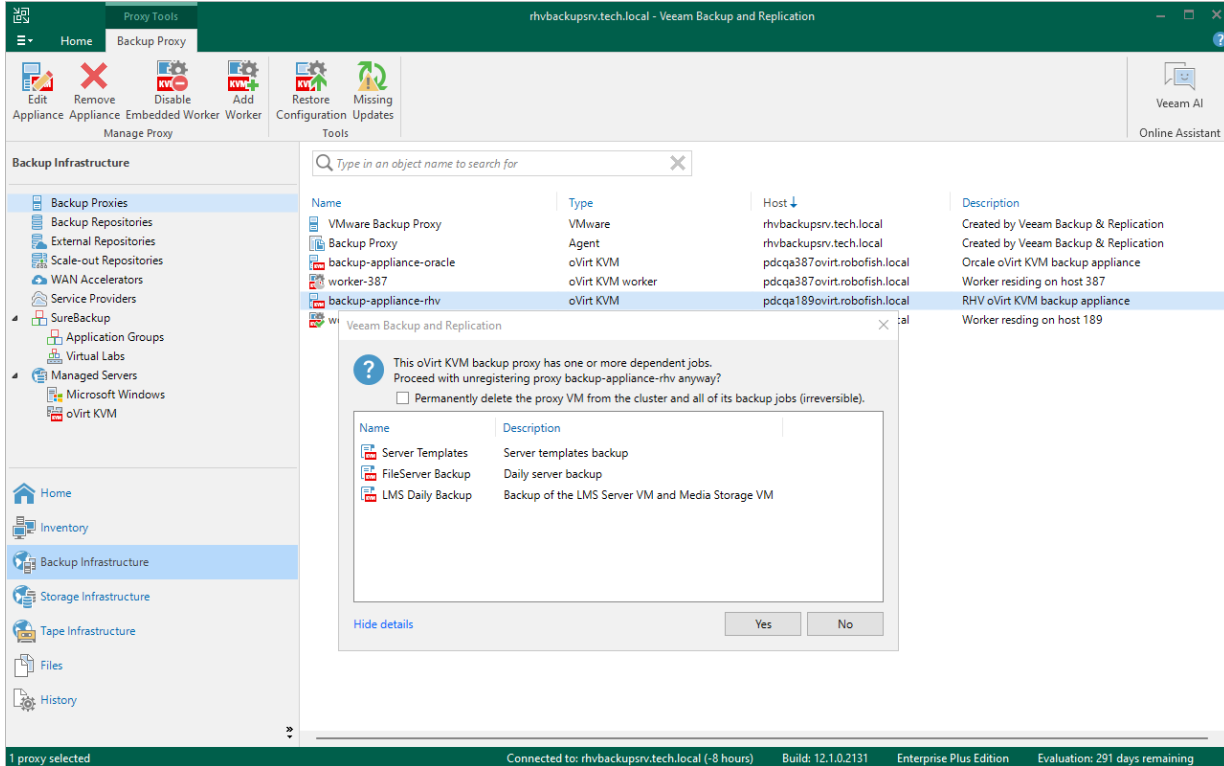 Proxy Tools
rhvbackupsrv.tech.local - Veeam Backup and Replication
Home
Backup Proxy
Edit Appliance
Remove Appliance
Disable Embedded Worker
Add Worker
Manage Proxy
Restore Configuration
Missing Updates
Tools
Veeam AI
Online Assistant
Backup Infrastructure
Backup Proxies
Backup Repositories
External Repositories
Scale-out Repositories
WAN Accelerators
Service Providers
SureBackup
Application Groups
Virtual Labs
Managed Servers
Microsoft Windows
oVirt KVM
Home
Inventory
Backup Infrastructure
Storage Infrastructure
Tape Infrastructure
Files
History
Type in an object name to search for
Name Type Host Description
VMware Backup Proxy VMware rhvbackupsrv.tech.local Created by Veeam Backup & Replication
Backup Proxy Agent rhvbackupsrv.tech.local Created by Veeam Backup & Replication
backup-appliance-oracle oVirt KVM pdcqa387ovirt.robofish.local Orcale oVirt KVM backup appliance
worker-387 oVirt KVM worker pdcqa387ovirt.robofish.local Worker residing on host 387
backup-appliance-rhv oVirt KVM pdcqa189ovirt.robofish.local RHV oVirt KVM backup appliance
Worker resding on host 189
Veeam Backup and Replication
This oVirt KVM backup proxy has one or more dependent jobs.
Proceed with unregistering proxy backup-appliance-rhv anyway?
Permanently delete the proxy VM from the cluster and all of its backup jobs (irreversible).
Name Description
Server Templates Server templates backup
FileServer Backup Daily server backup
LMS Daily Backup Backup of the LMS Server VM and Media Storage VM
Hide details
Yes
No
1 proxy selected
Connected to: rhvbackupsrv.tech.local (-8 hours)
Build: 12.1.0.2131
Enterprise Plus Edition
Evaluation: 291 days remaining